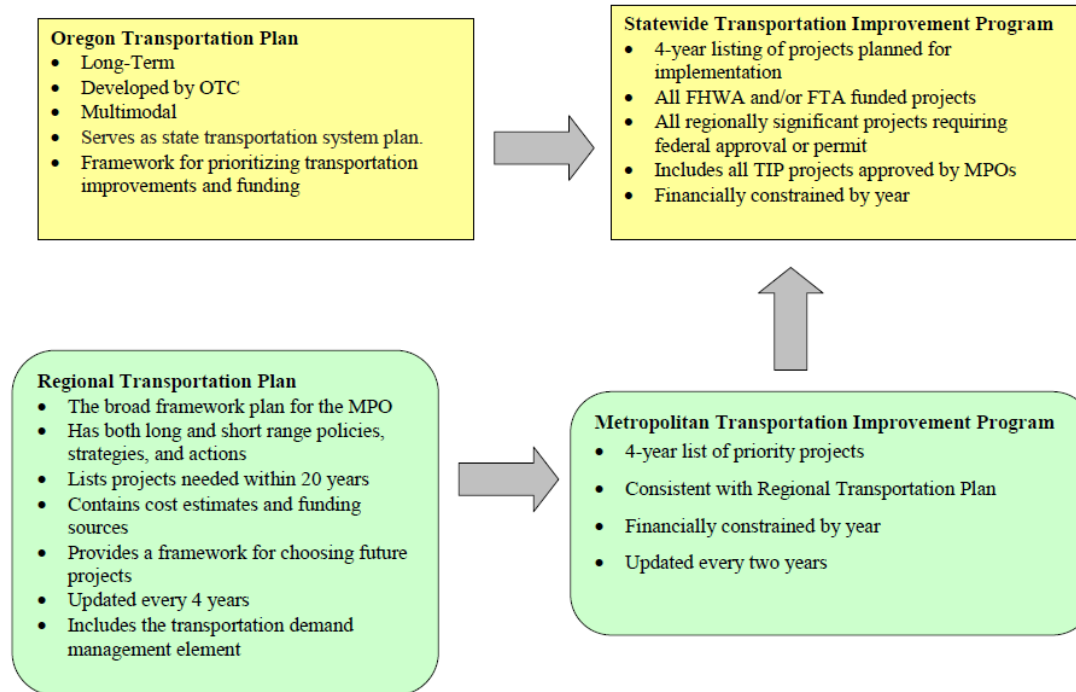 Oregon Transportation Plan
• Long-Term
• Developed by OTC
• Multimodal
• Serves as state transportation system plan.
• Framework for prioritizing transportation
improvements and funding
Statewide Transportation Improvement Program
• 4-year listing of projects planned for
implementation
• All FHWA and/or FTA funded projects
• All regionally significant projects requiring
federal approval or permit
• Includes all TIP projects approved by MPOs
• Financially constrained by year
Regional Transportation Plan
• The broad framework plan for the MPO
• Has both long and short range policies,
strategies, and actions
• Lists projects needed within 20 years
• Contains cost estimates and funding
sources
• Provides a framework for choosing future
projects
• Updated every 4 years
• Includes the transportation demand
management element
Metropolitan Transportation Improvement Program
• 4-year list of priority projects
• Consistent with Regional Transportation Plan
• Financially constrained by year
• Updated every two years